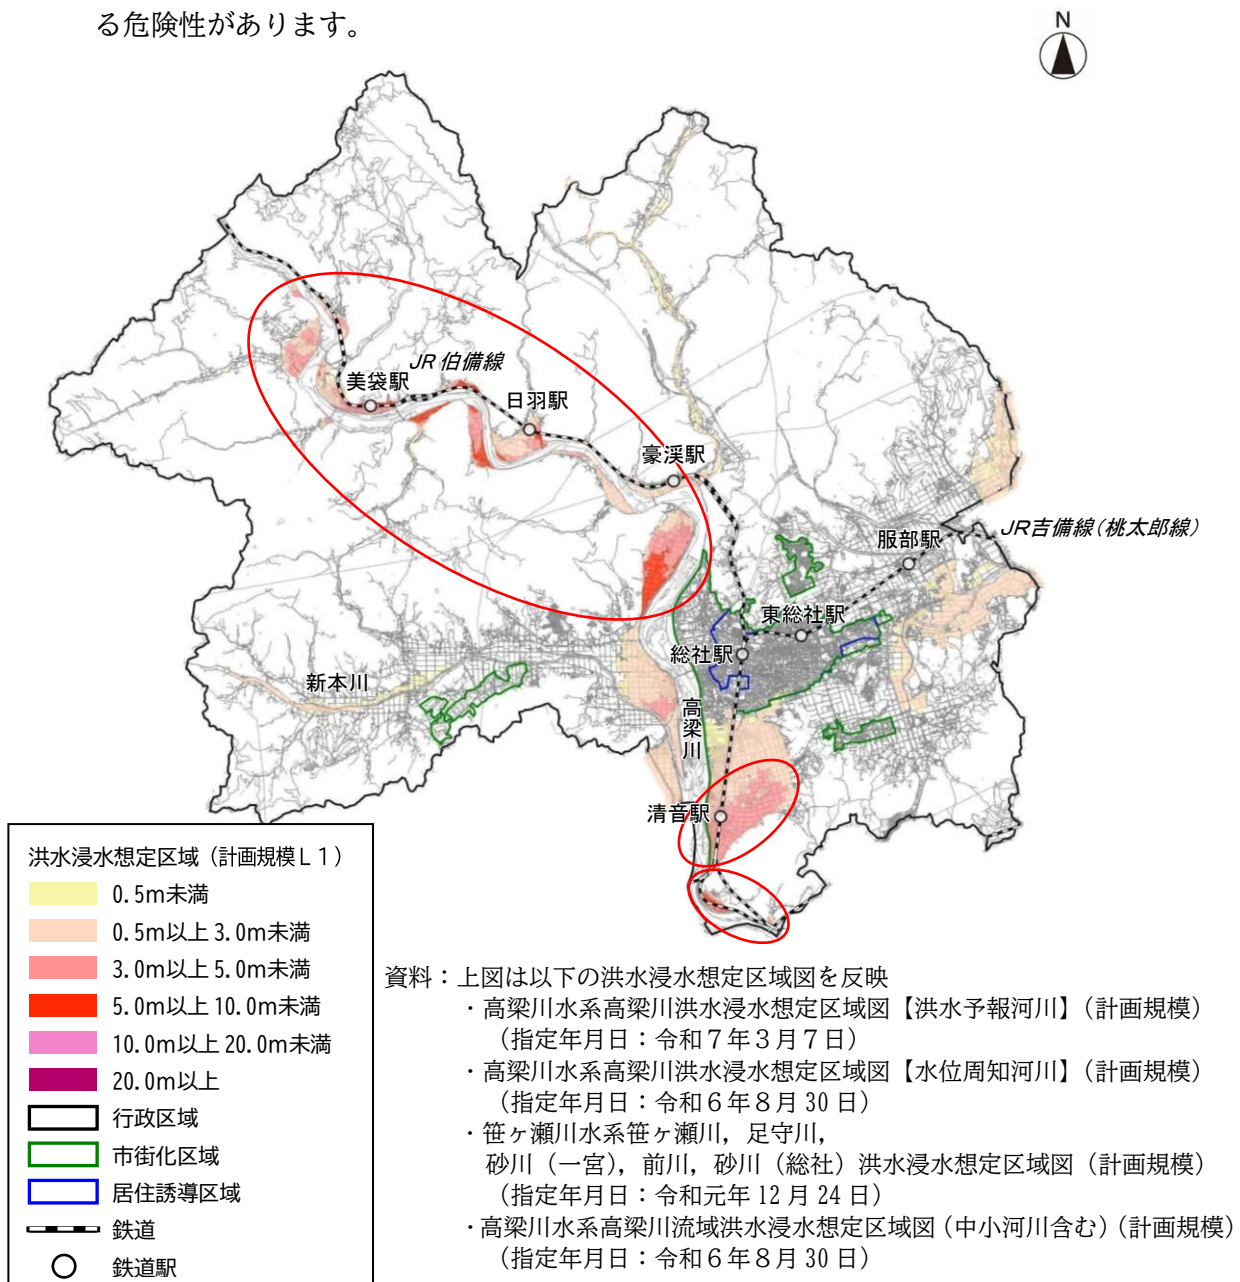 る危険性があります。
N
JR伯備線
美袋駅
日羽駅
豪渓駅
JR吉備線(桃太郎線)
服部駅
東総社駅
総社駅
新本川
高梁川
清音駅
洪水浸水想定区域（計画規模Ｌ１）
0.5m未満
0.5m以上3.0m未満
3.0m以上5.0m未満
5.0m以上10.0m未満
10.0m以上20.0m未満
20.0m以上
行政区域
市街化区域
居住誘導区域
鉄道
鉄道駅
資料：上図は以下の洪水浸水想定区域図を反映
・高梁川水系高梁川洪水浸水想定区域図【洪水予報河川】（計画規模）
（指定年月日：令和７年３月７日）
・高梁川水系高梁川洪水浸水想定区域図【水位周知河川】（計画規模）
（指定年月日：令和６年８月30日）
・笹ヶ瀬川水系笹ヶ瀬川，足守川，
砂川（一宮），前川，砂川（総社）洪水浸水想定区域図（計画規模）
（指定年月日：令和元年12月24日）
・高梁川水系高梁川流域洪水浸水想定区域図（中小河川含む）（計画規模）
（指定年月日：令和６年８月30日）